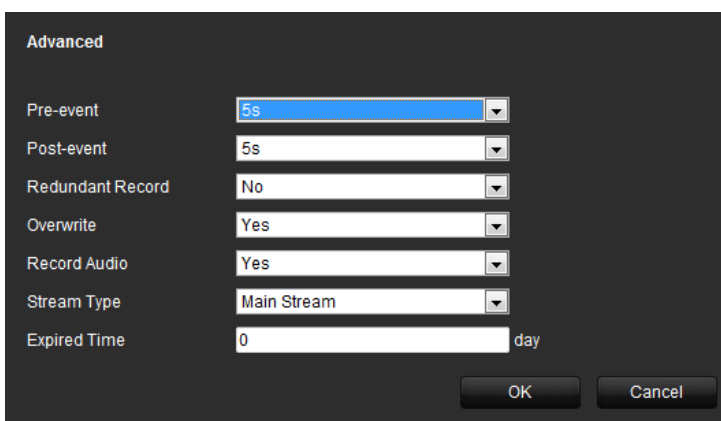 Advanced
Pre-event 5s
Post-event 5s
Redundant Record No
Overwrite Yes
Record Audio Yes
Stream Type Main Stream
Expired Time 0 day
OK Cancel